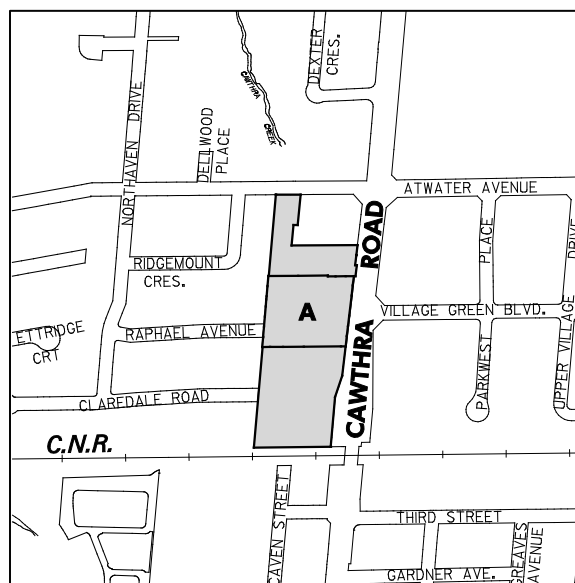 DEXTER
CRES.
CAWTHRA
CREEK
NORTHAVEN DRIVE
DELLWOOD
PLACE
ATWATER AVENUE
ROAD
PLACE
DRIVE
RIDGEMOUNT
CRES.
A
VILLAGE GREEN BLVD.
ETTRIDGE
CRT
RAPHAEL AVENUE
CAWTHRA
PARKWEST
UPPER VILLAGE
CLAREDALE ROAD
C.N.R.
CAVEN STREET
THIRD STREET
GREAVES
AVENUE
GARDNER AVE.